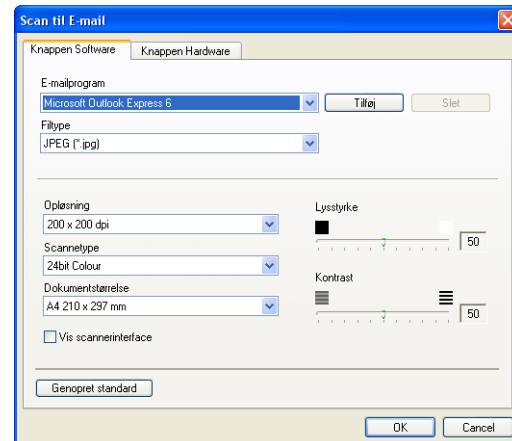 Scan til E-mail
Knappen Software
Knappen Hardware
E-mailprogram
Microsoft Outlook Express 6
Tilføj
Slet
Filtype
JPEG (*.jpg)
Opløsning
200 x 200 dpi
Scannetype
24bit Colour
Dokumentstørrelse
A4 210 x 297 mm
Vis scannerinterface
Lysstyrke
50
Kontrast
50
Genopret standard
OK
Cancel